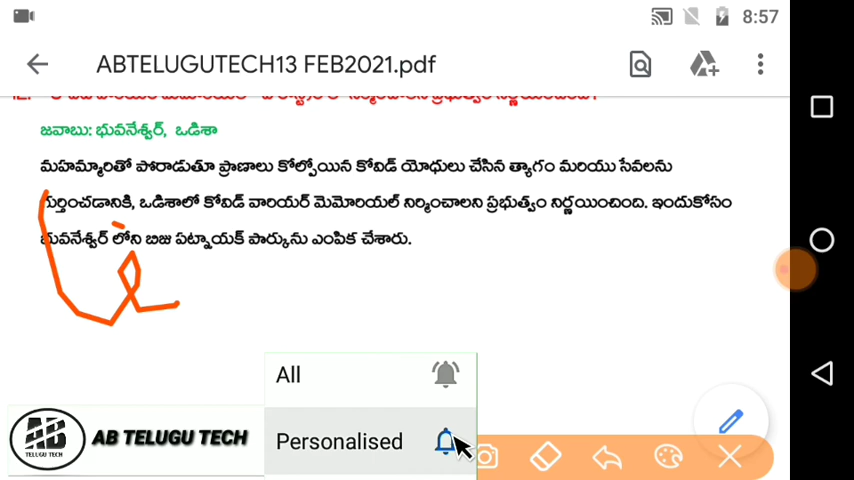 8:57
ABTELUGUTECH13 FEB2021.pdf
జవాబు: భువనేశ్వర్, ఒడిశా
మహమ్మారితో పోరాడుతూ ప్రాణాలు కోల్పోయిన కోవిడ్ యోధులు చేసిన త్యాగం మరియు సేవలను
గుర్తించడానికి, ఒడిశాలో కోవిడ్ వారియర్ మెమోరియల్ నిర్మించాలని ప్రభుత్వం నిర్ణయించింది. ఇందుకోసం
భువనేశ్వర్ లోని బిజు పట్నాయక్ పార్కును ఎంపిక చేశారు.
All
Personalised
AB TELUGU TECH
TELUGU TECH